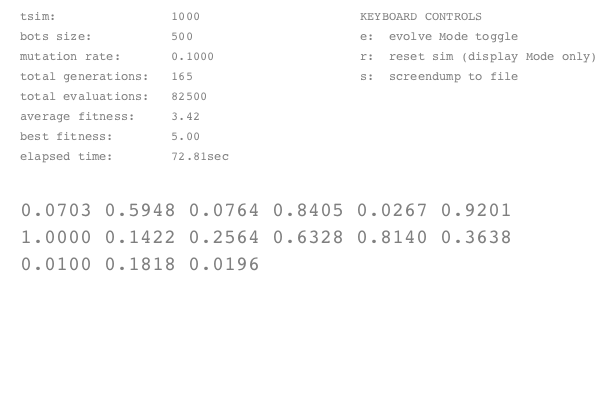 tsim: 1000
bots size: 500
mutation rate: 0.1000
total generations: 165
total evaluations: 82500
average fitness: 3.42
best fitness: 5.00
elapsed time: 72.81sec
KEYBOARD CONTROLS
e: evolve Mode toggle
r: reset sim (display Mode only)
s: screendump to file
0.0703 0.5948 0.0764 0.8405 0.0267 0.9201
1.0000 0.1422 0.2564 0.6328 0.8140 0.3638
0.0100 0.1818 0.0196